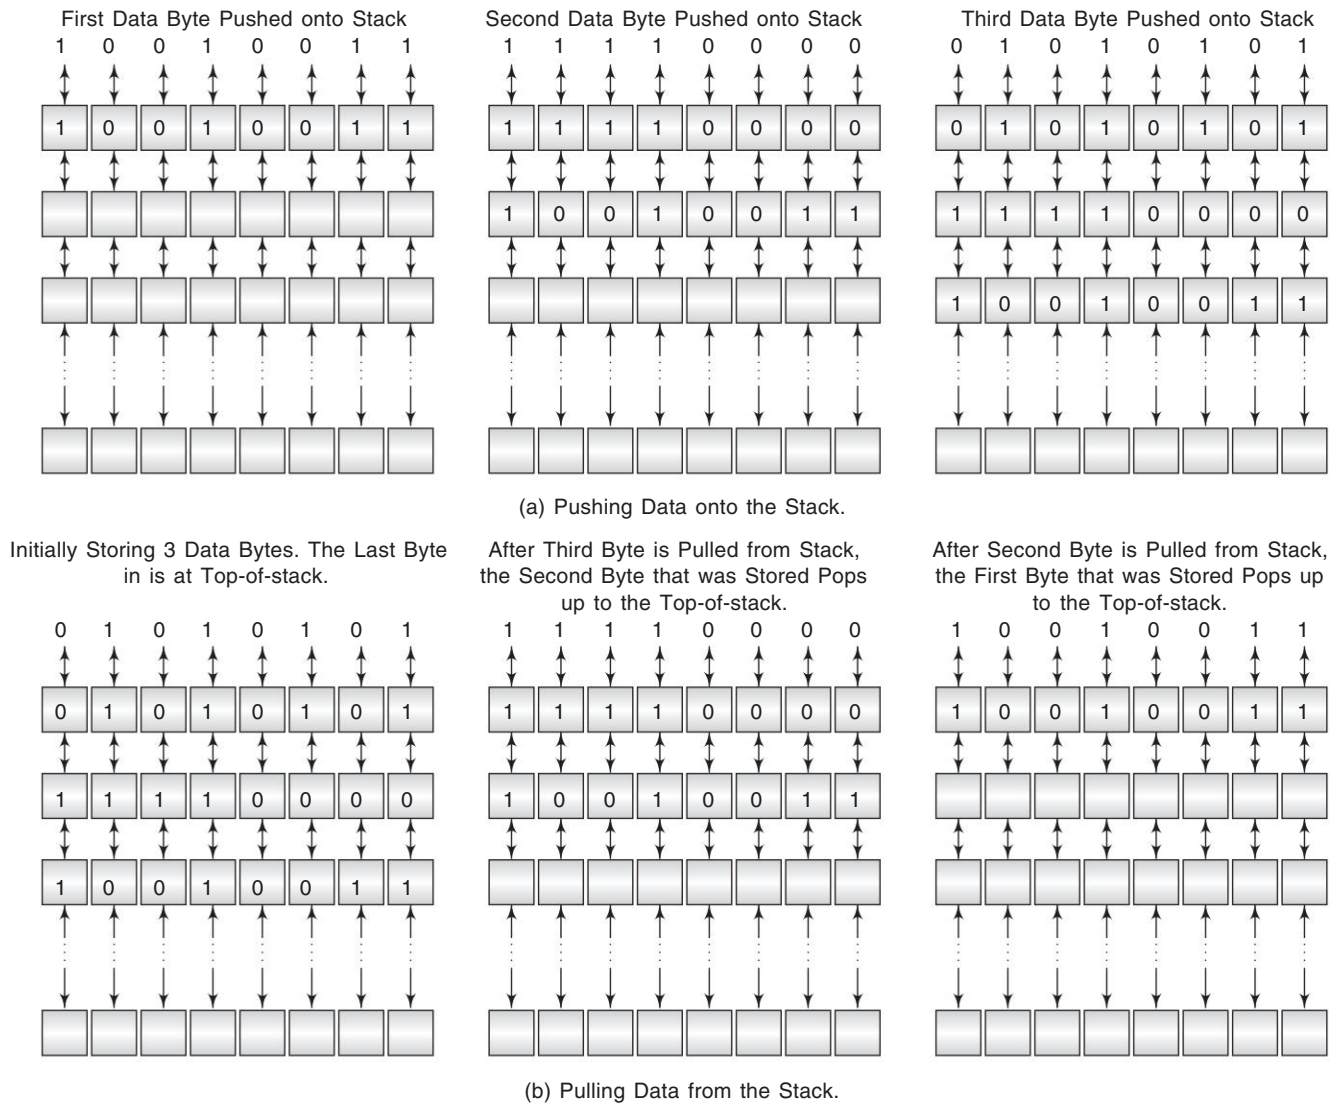 First Data Byte Pushed onto Stack
1 0 0 1 0 0 1 1
1 0 0 1 0 0 1 1
Second Data Byte Pushed onto Stack
1 1 1 1 0 0 0 0
1 1 1 1 0 0 0 0
1 0 0 1 0 0 1 1
Third Data Byte Pushed onto Stack
0 1 0 1 0 1 0 1
0 1 0 1 0 1 0 1
1 1 1 1 0 0 0 0
1 0 0 1 0 0 1 1
(a) Pushing Data onto the Stack.
Initially Storing 3 Data Bytes. The Last Byte
in is at Top-of-stack.
0 1 0 1 0 1 0 1
0 1 0 1 0 1 0 1
1 1 1 1 0 0 0 0
1 0 0 1 0 0 1 1
After Third Byte is Pulled from Stack,
the Second Byte that was Stored Pops
up to the Top-of-stack.
1 1 1 1 0 0 0 0
1 1 1 1 0 0 0 0
1 0 0 1 0 0 1 1
After Second Byte is Pulled from Stack,
the First Byte that was Stored Pops up
to the Top-of-stack.
1 0 0 1 0 0 1 1
1 0 0 1 0 0 1 1
(b) Pulling Data from the Stack.